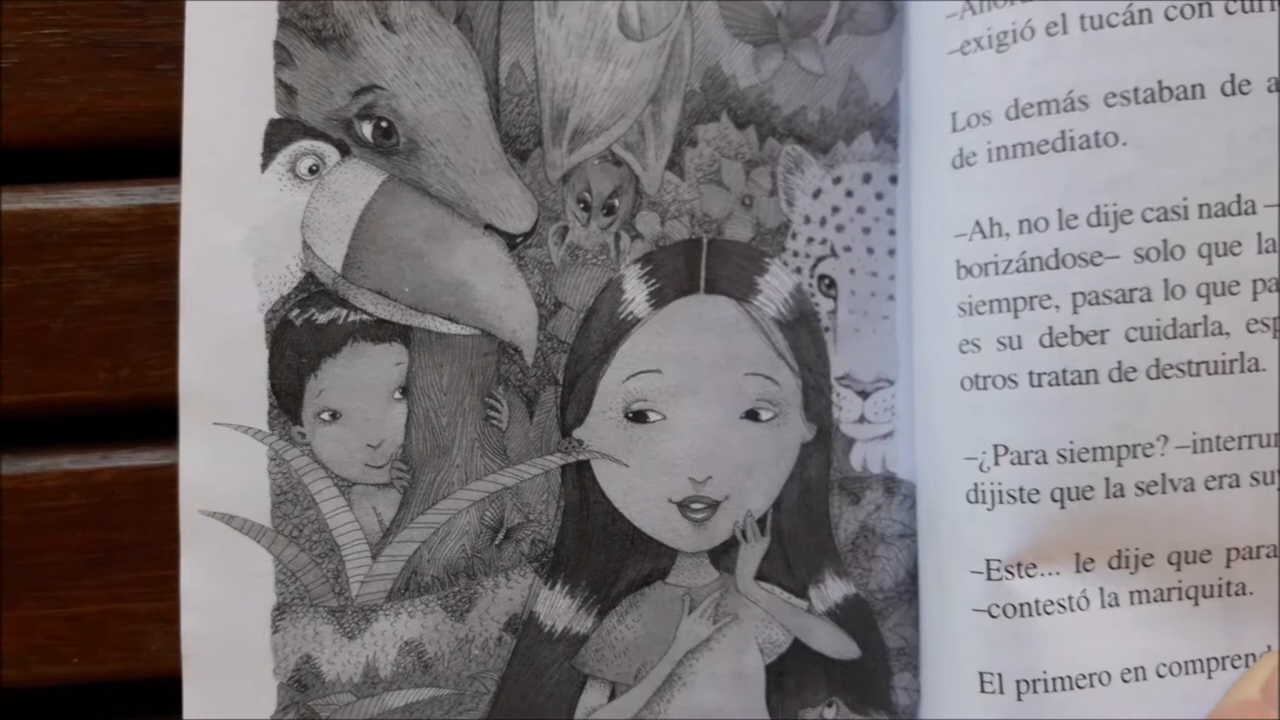 –exigió el tucán con
Los demás estaban de
de inmediato.
–Ah, no le dije casi nada –
borizándose– solo que la
siempre, pasara lo que
es su deber cuidarla,
otros tratan de destruirla.
–¿Para siempre?
dijiste que la selva era
–Este... le dije que para
–contestó la mariquita.
El primero en